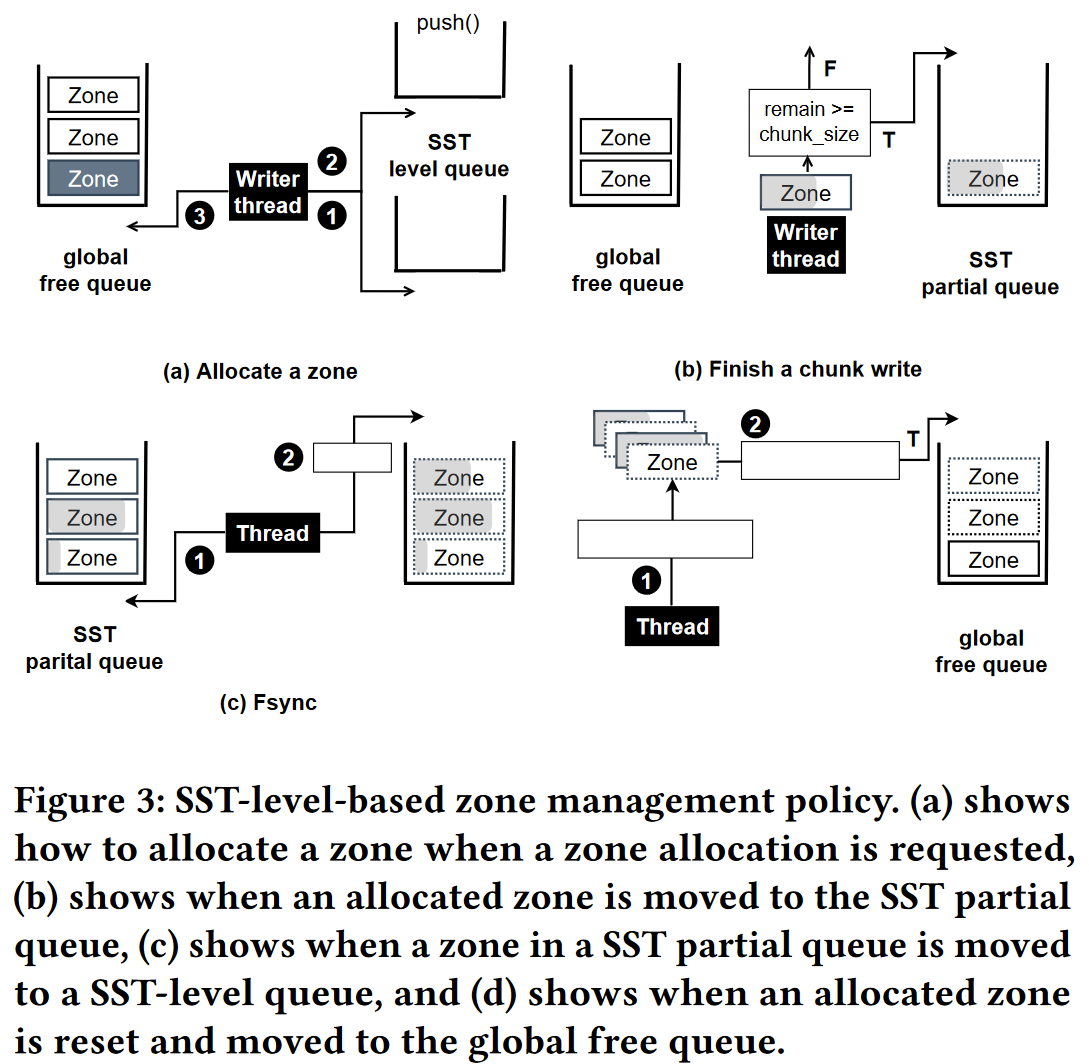 push()
Zone
Zone
Zone
Writer
thread
2
1
3
SST
level queue
global
free queue
(a) Allocate a zone
F
T
remain >=
chunk_size
Zone
Zone
Zone
Writer
thread
Zone
global
free queue
SST
partial queue
(b) Finish a chunk write
Zone
Zone
Zone
1
Thread
2
Zone
Zone
Zone
SST
parital queue
(c) Fsync
Zone
2
T
1
Thread
Zone
Zone
Zone
global
free queue
Figure 3: SST-level-based zone management policy. (a) shows
how to allocate a zone when a zone allocation is requested,
(b) shows when an allocated zone is moved to the SST partial
queue, (c) shows when a zone in a SST partial queue is moved
to a SST-level queue, and (d) shows when an allocated zone
is reset and moved to the global free queue.